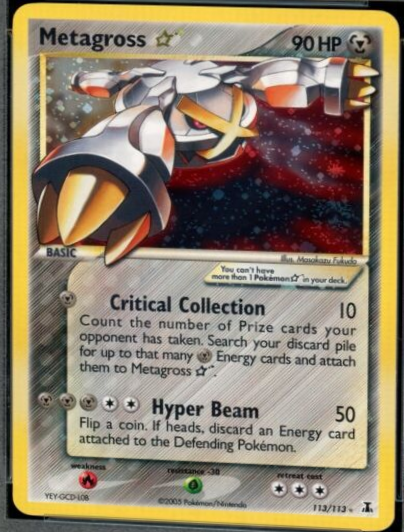 Metagross ☆ 90 HP
BASIC
Illus. Masakazu Fukuda
You can't have
more than 1 Pokémon ☆ in your deck.
Critical Collection 10
Count the number of Prize cards your
opponent has taken. Search your discard pile
for up to that many Energy cards and attach
them to Metagross ☆.
Hyper Beam 50
Flip a coin. If heads, discard an Energy card
attached to the Defending Pokémon.
weakness resistance -30 retreat cost
YEY-GCD-L0B ©2005 Pokémon/Nintendo 113/113